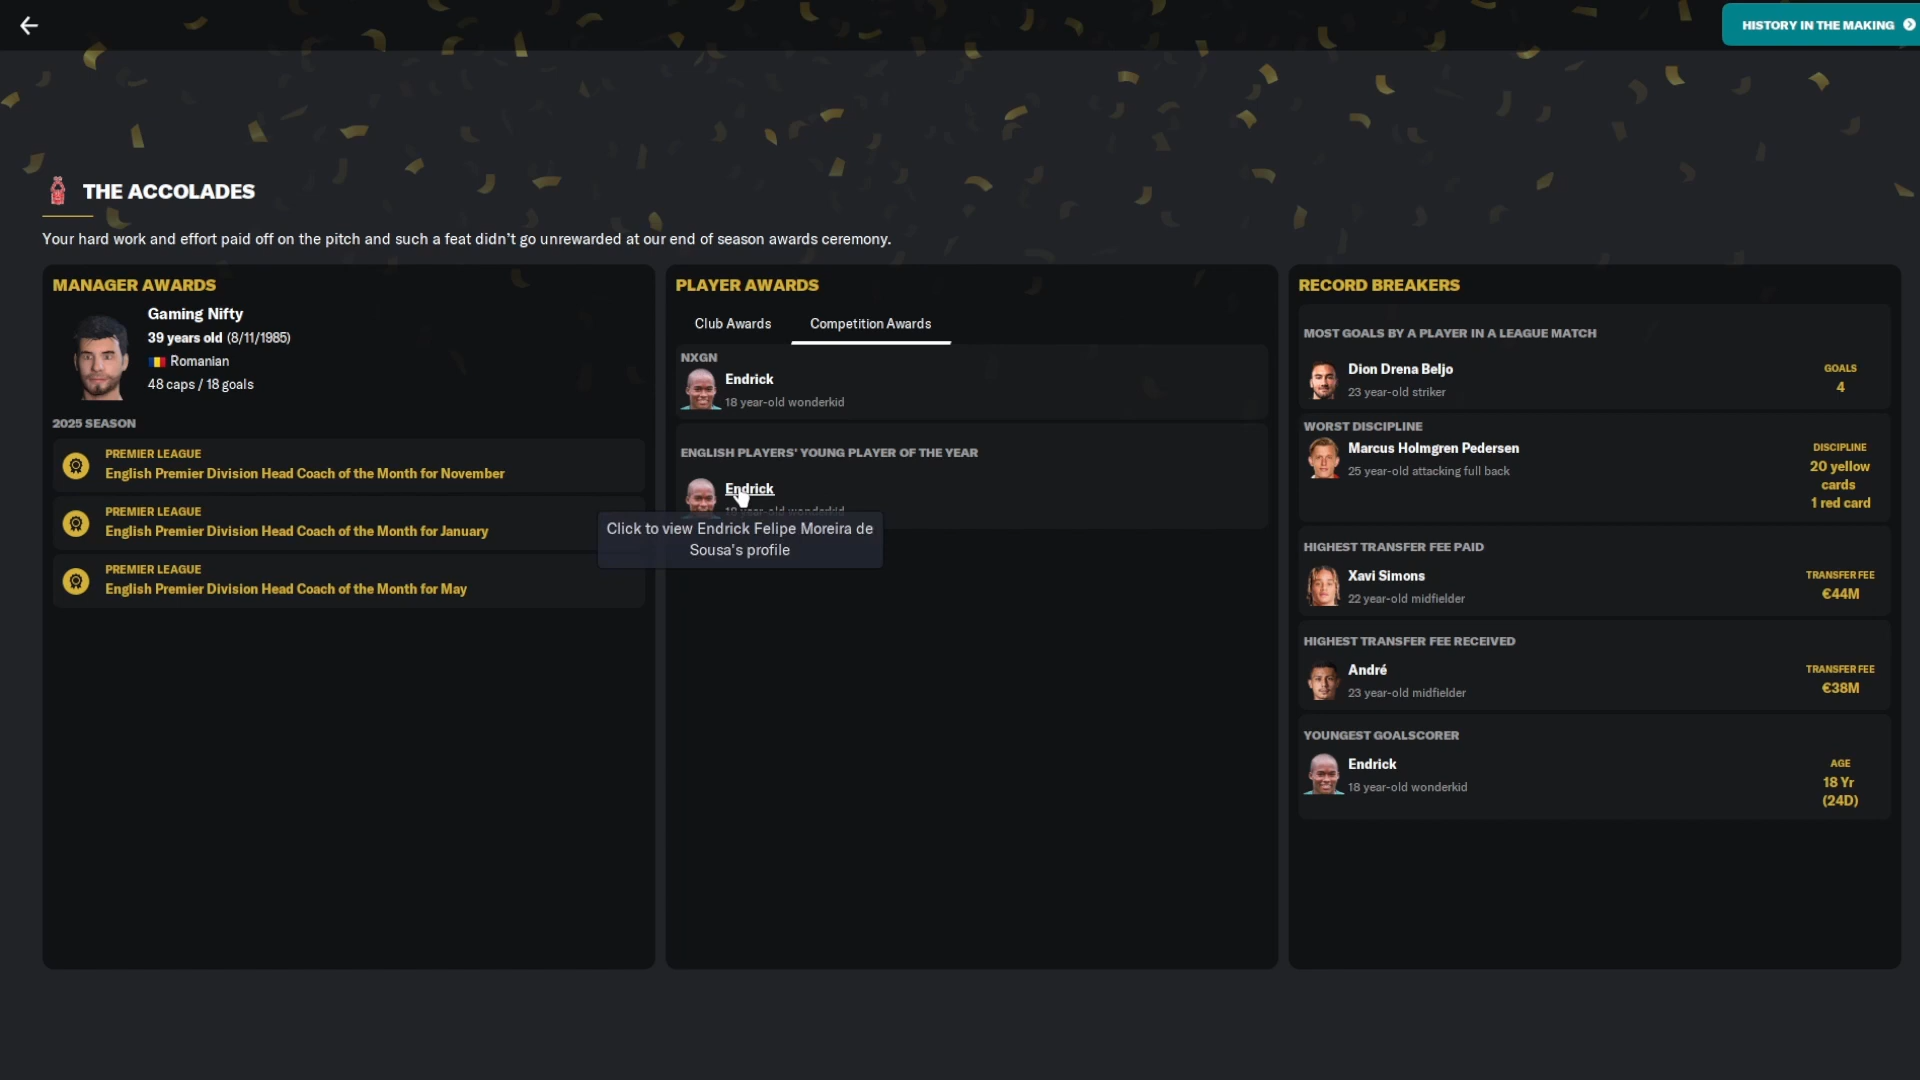 HISTORY IN THE MAKING
THE ACCOLADES
Your hard work and effort paid off on the pitch and such a feat didn't go unrewarded at our end of season awards ceremony.
MANAGER AWARDS
Gaming Nifty
39 years old (8/11/1985)
Romanian
48 caps / 18 goals
2025 SEASON
PREMIER LEAGUE
English Premier Division Head Coach of the Month for November
PREMIER LEAGUE
English Premier Division Head Coach of the Month for January
PREMIER LEAGUE
English Premier Division Head Coach of the Month for May
PLAYER AWARDS
Club Awards Competition Awards
NXGN
Endrick
18 year-old wonderkid
ENGLISH PLAYERS' YOUNG PLAYER OF THE YEAR
Endrick
18 year-old wonderkid
Click to view Endrick Felipe Moreira de
Sousa's profile
RECORD BREAKERS
MOST GOALS BY A PLAYER IN A LEAGUE MATCH
Dion Drena Beljo
23 year-old striker
GOALS
4
WORST DISCIPLINE
Marcus Holmgren Pedersen
25 year-old attacking full back
DISCIPLINE
20 yellow
cards
1 red card
HIGHEST TRANSFER FEE PAID
Xavi Simons
22 year-old midfielder
TRANSFER FEE
€44M
HIGHEST TRANSFER FEE RECEIVED
André
23 year-old midfielder
TRANSFER FEE
€38M
YOUNGEST GOALSCORER
Endrick
18 year-old wonderkid
AGE
18 Yr
(24D)